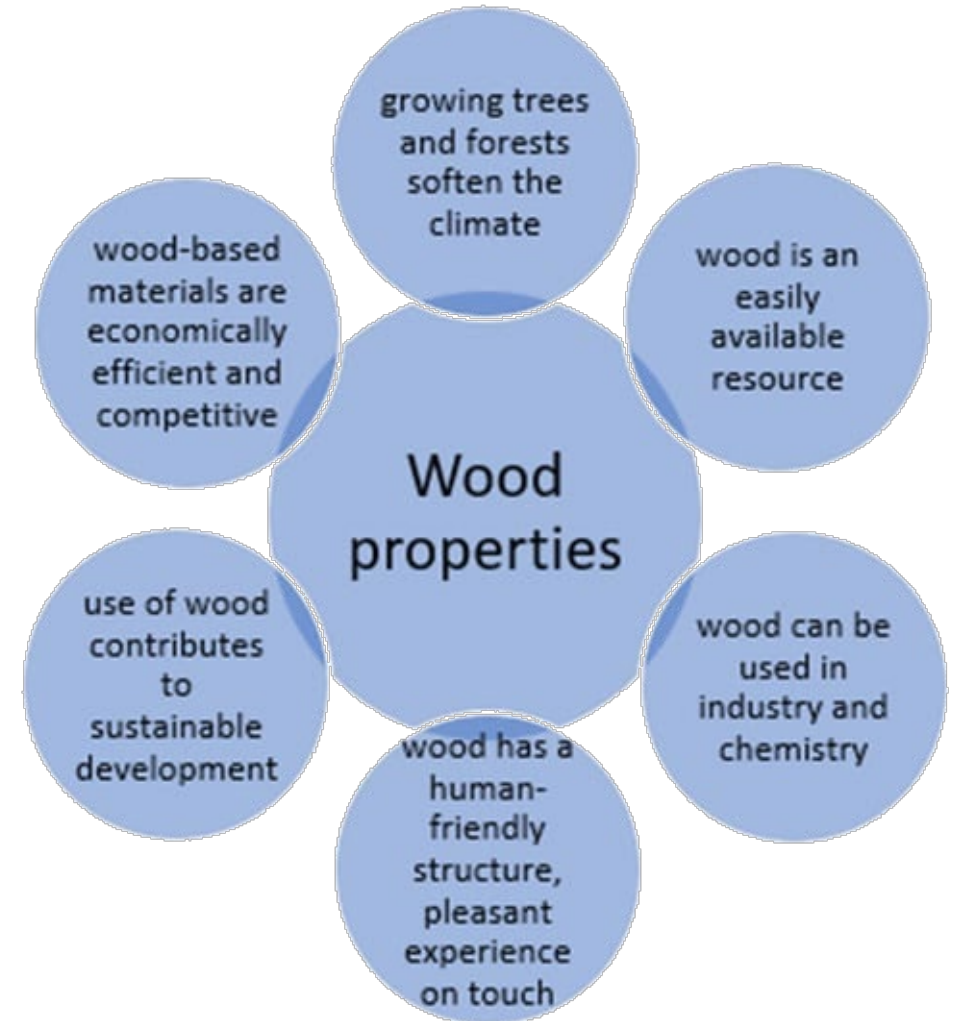 growing trees
and forests
soften the
climate
wood is an
easily
available
resource
wood can be
used in
industry and
chemistry
wood has a
human-
friendly
structure,
pleasant
experience
on touch
use of wood
contributes
to
sustainable
development
wood-based
materials are
economically
efficient and
competitive
Wood
properties